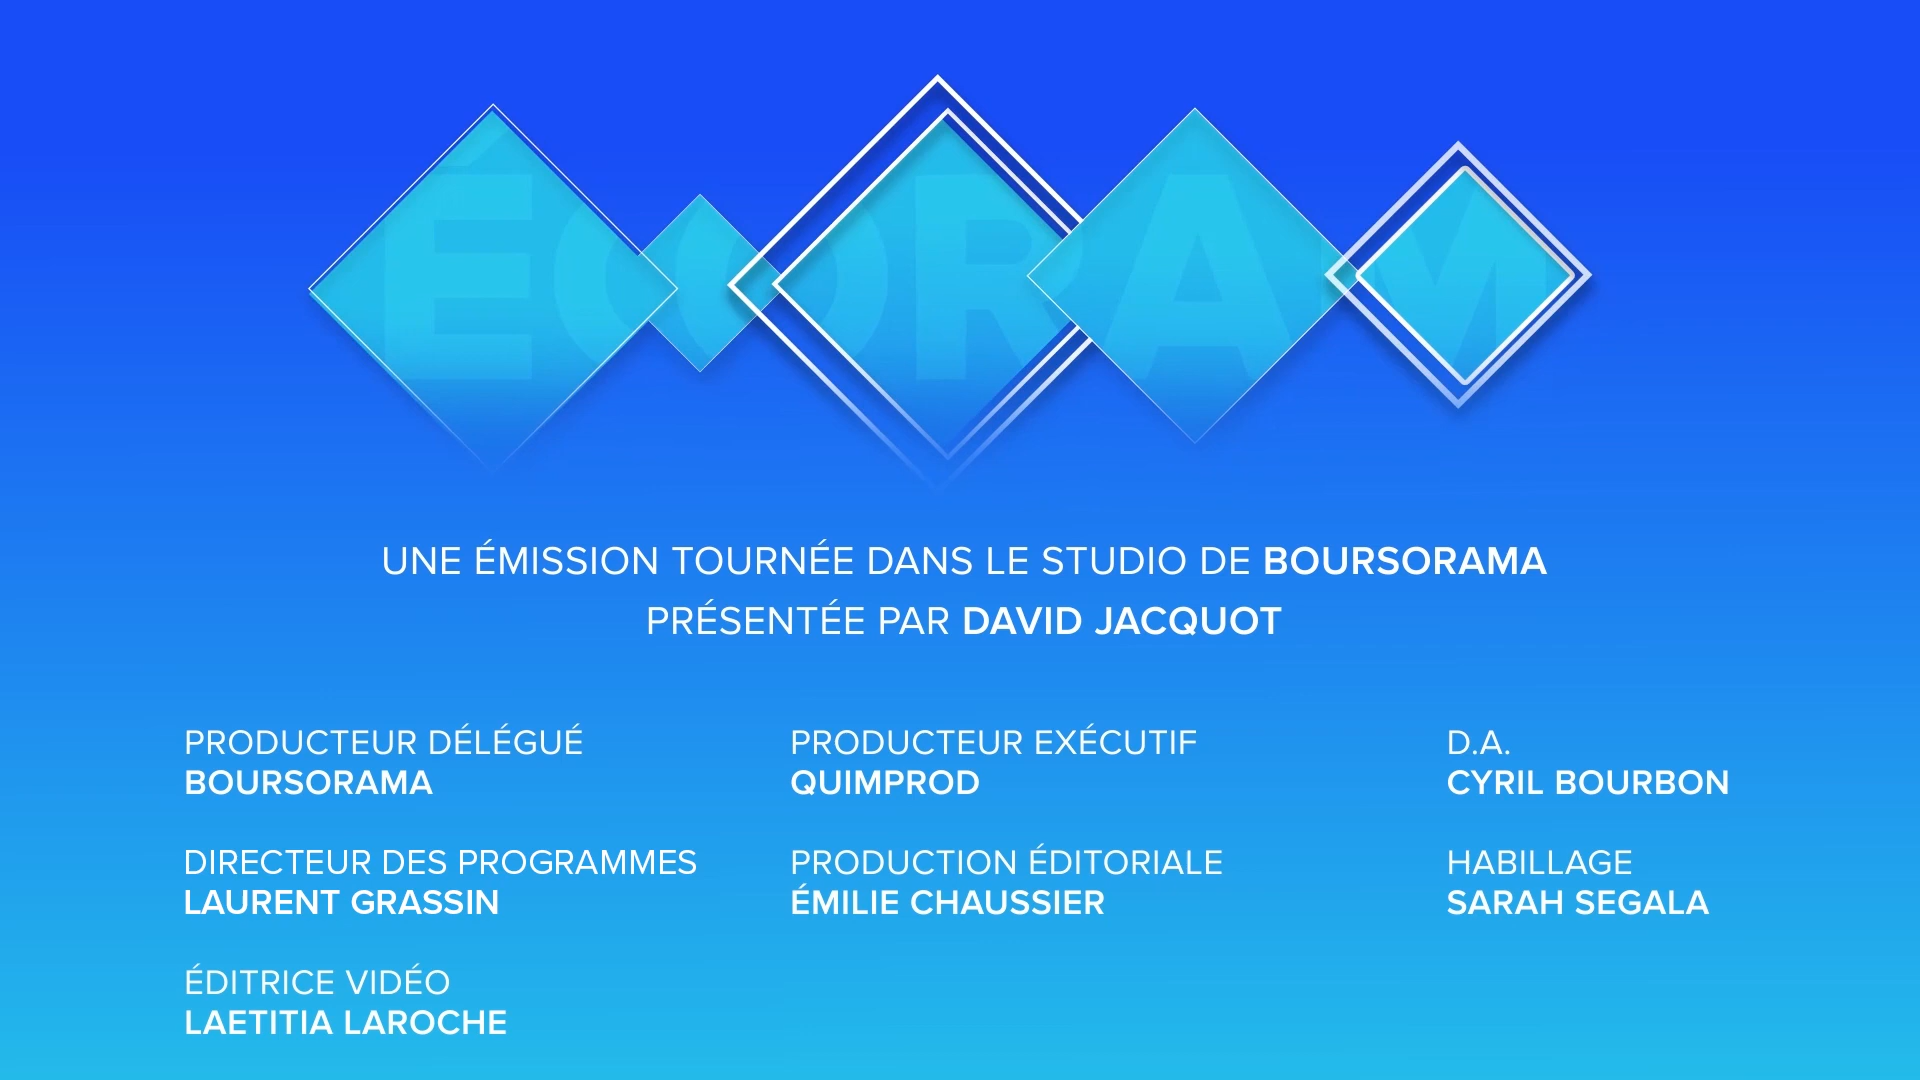 ÉCORAM
UNE ÉMISSION TOURNÉE DANS LE STUDIO DE BOURSORAMA
PRÉSENTÉE PAR DAVID JACQUOT
PRODUCTEUR DÉLÉGUÉ
BOURSORAMA
DIRECTEUR DES PROGRAMMES
LAURENT GRASSIN
ÉDITRICE VIDÉO
LAETITIA LAROCHE
PRODUCTEUR EXÉCUTIF
QUIMPROD
PRODUCTION ÉDITORIALE
ÉMILIE CHAUSSIER
D.A.
CYRIL BOURBON
HABILLAGE
SARAH SEGALA